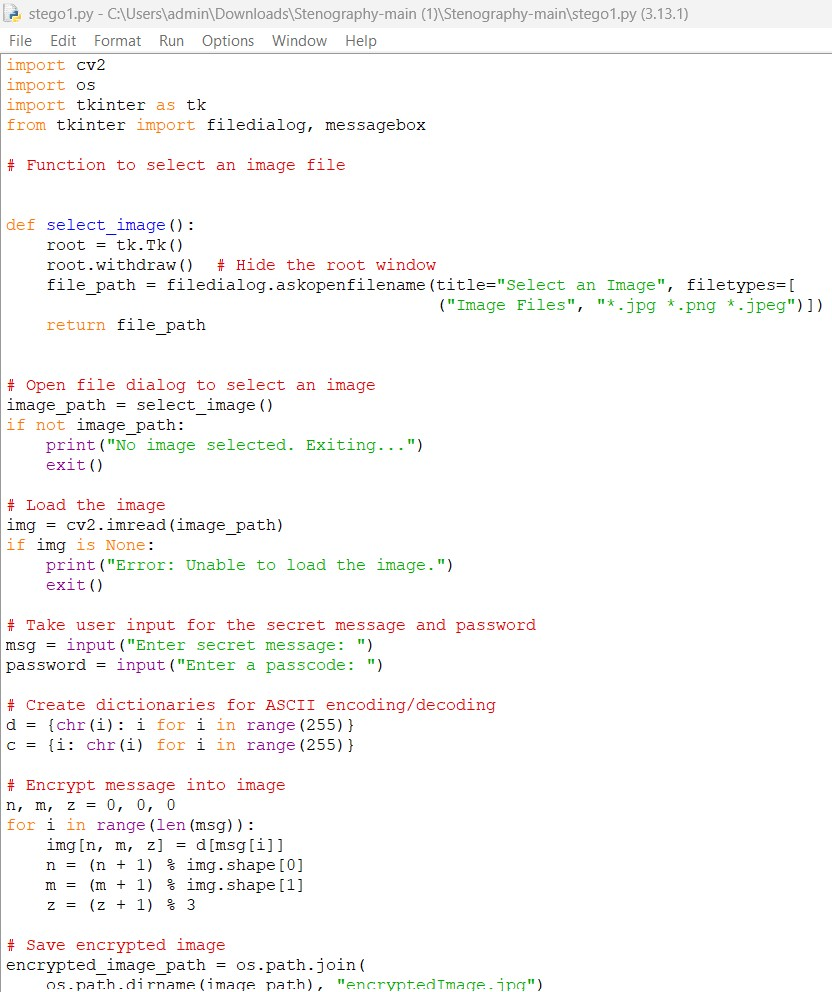 stego1.py - C:\Users\admin\Downloads\Stenography-main (1)\Stenography-main\stego1.py (3.13.1)
File Edit Format Run Options Window Help
import cv2
import os
import tkinter as tk
from tkinter import filedialog, messagebox

# Function to select an image file


def select_image():
    root = tk.Tk()
    root.withdraw()  # Hide the root window
    file_path = filedialog.askopenfilename(title="Select an Image", filetypes=[
                                           ("Image Files", "*.jpg *.png *.jpeg")])
    return file_path


# Open file dialog to select an image
image_path = select_image()
if not image_path:
    print("No image selected. Exiting...")
    exit()

# Load the image
img = cv2.imread(image_path)
if img is None:
    print("Error: Unable to load the image.")
    exit()

# Take user input for the secret message and password
msg = input("Enter secret message: ")
password = input("Enter a passcode: ")

# Create dictionaries for ASCII encoding/decoding
d = {chr(i): i for i in range(255)}
c = {i: chr(i) for i in range(255)}

# Encrypt message into image
n, m, z = 0, 0, 0
for i in range(len(msg)):
    img[n, m, z] = d[msg[i]]
    n = (n + 1) % img.shape[0]
    m = (m + 1) % img.shape[1]
    z = (z + 1) % 3

# Save encrypted image
encrypted_image_path = os.path.join(
    os.path.dirname(image_path), "encryptedImage.jpg")